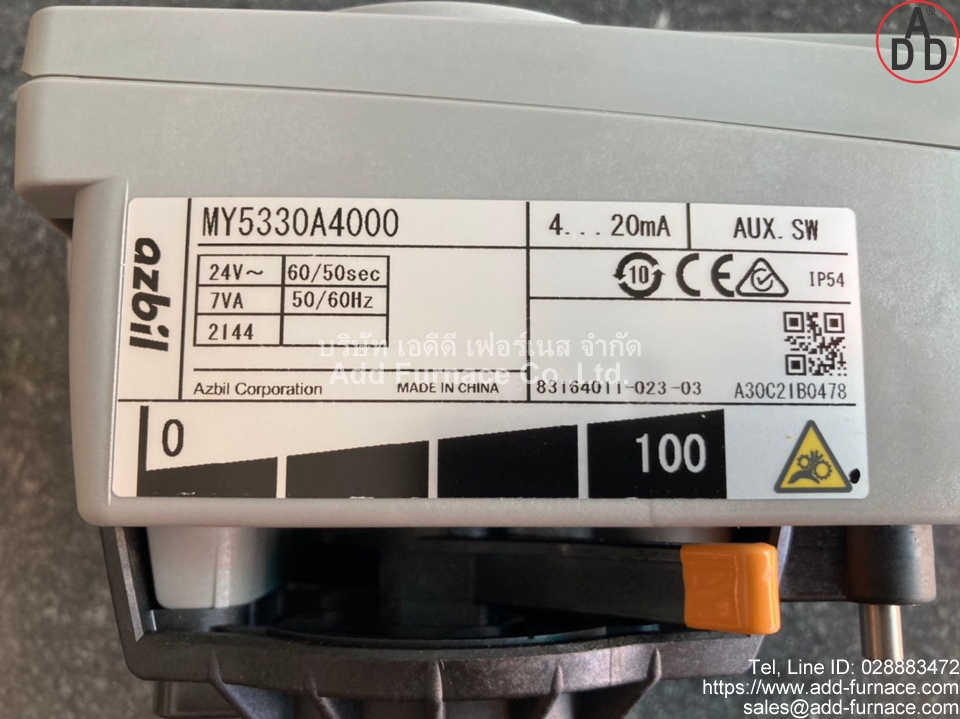 ADD®
azbil
MY5330A4000
4...20mA
AUX. SW
24V~ 60/50sec
7VA 50/60Hz
2144
10
CE
IP54
บริษัท เอดีดี เฟอร์เนส จำกัด
Add Furnace Co.,Ltd.
Azbil Corporation MADE IN CHINA 83164011-023-03 A30C21B0478
0
100
Tel, Line ID: 028883472
https://www.add-furnace.com
sales@add-furnace.com